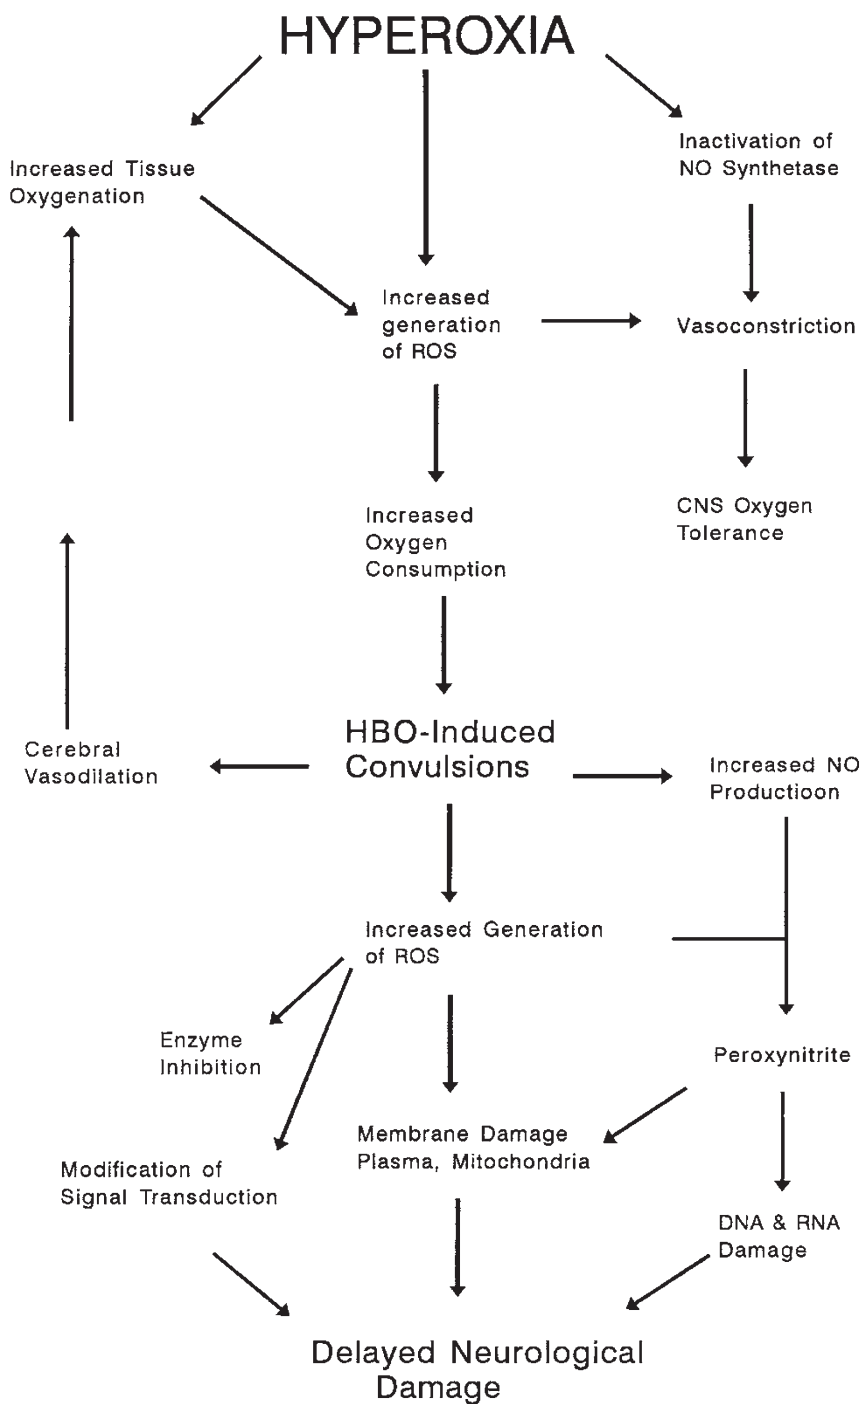 HYPEROXIA
Inactivation of
NO Synthetase
Increased Tissue
Oxygenation
Increased
generation
of ROS
Vasoconstriction
CNS Oxygen
Tolerance
Increased
Oxygen
Consumption
HBO-Induced
Convulsions
Cerebral
Vasodilation
Increased NO
Productioon
Increased Generation
of ROS
Enzyme
Inhibition
Peroxynitrite
Membrane Damage
Plasma, Mitochondria
Modification of
Signal Transduction
DNA & RNA
Damage
Delayed Neurological
Damage